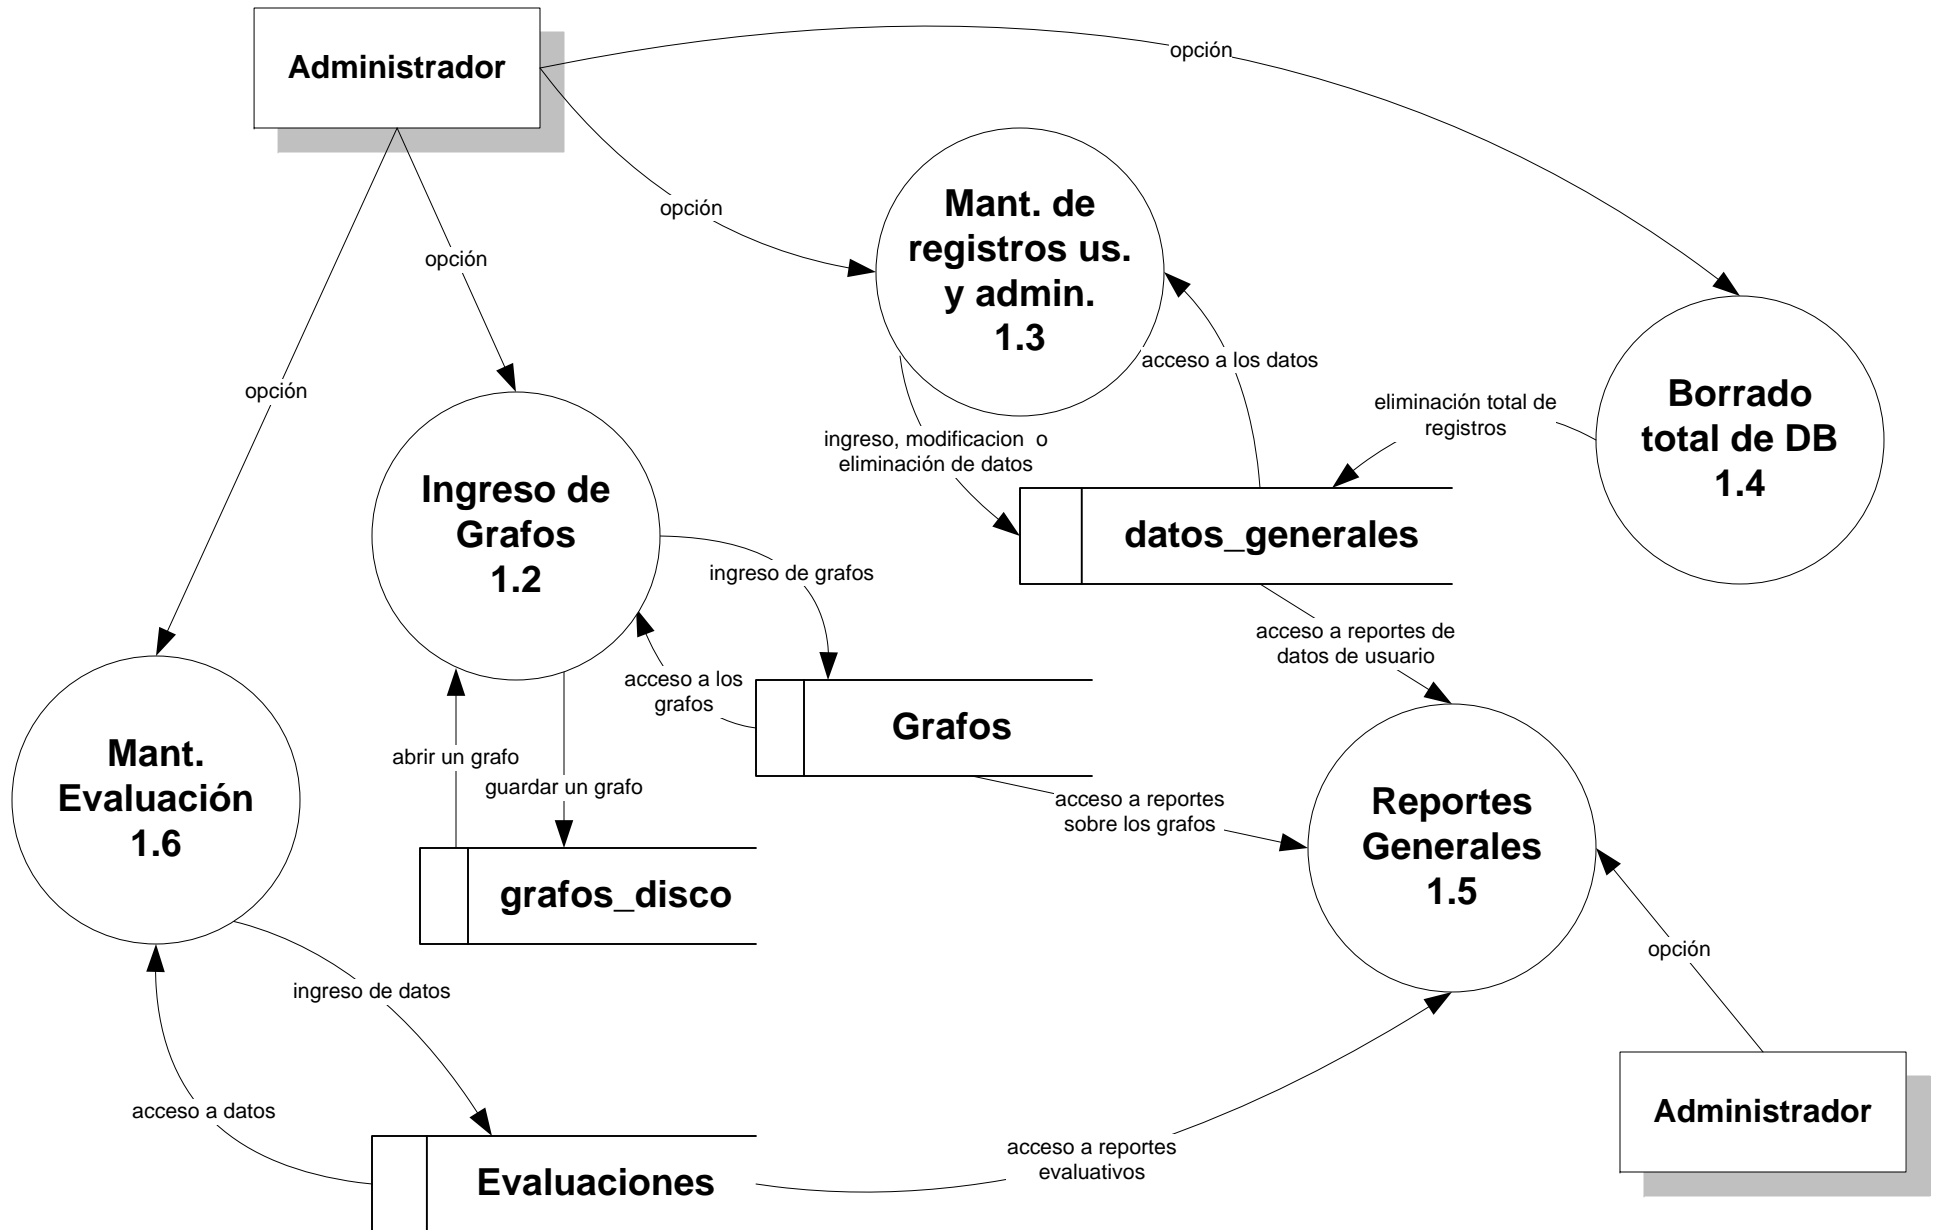 Administrador
opción
opción
Mant. de
registros us.
y admin.
1.3
opción
acceso a los datos
opción
eliminación total de
registros
Borrado
total de DB
1.4
ingreso, modificacion o
eliminación de datos
Ingreso de
Grafos
1.2
datos_generales
ingreso de grafos
acceso a reportes de
datos de usuario
acceso a los
grafos
Grafos
Mant.
Evaluación
1.6
abrir un grafo
guardar un grafo
acceso a reportes
sobre los grafos
Reportes
Generales
1.5
grafos_disco
opción
ingreso de datos
acceso a datos
Administrador
acceso a reportes
evaluativos
Evaluaciones